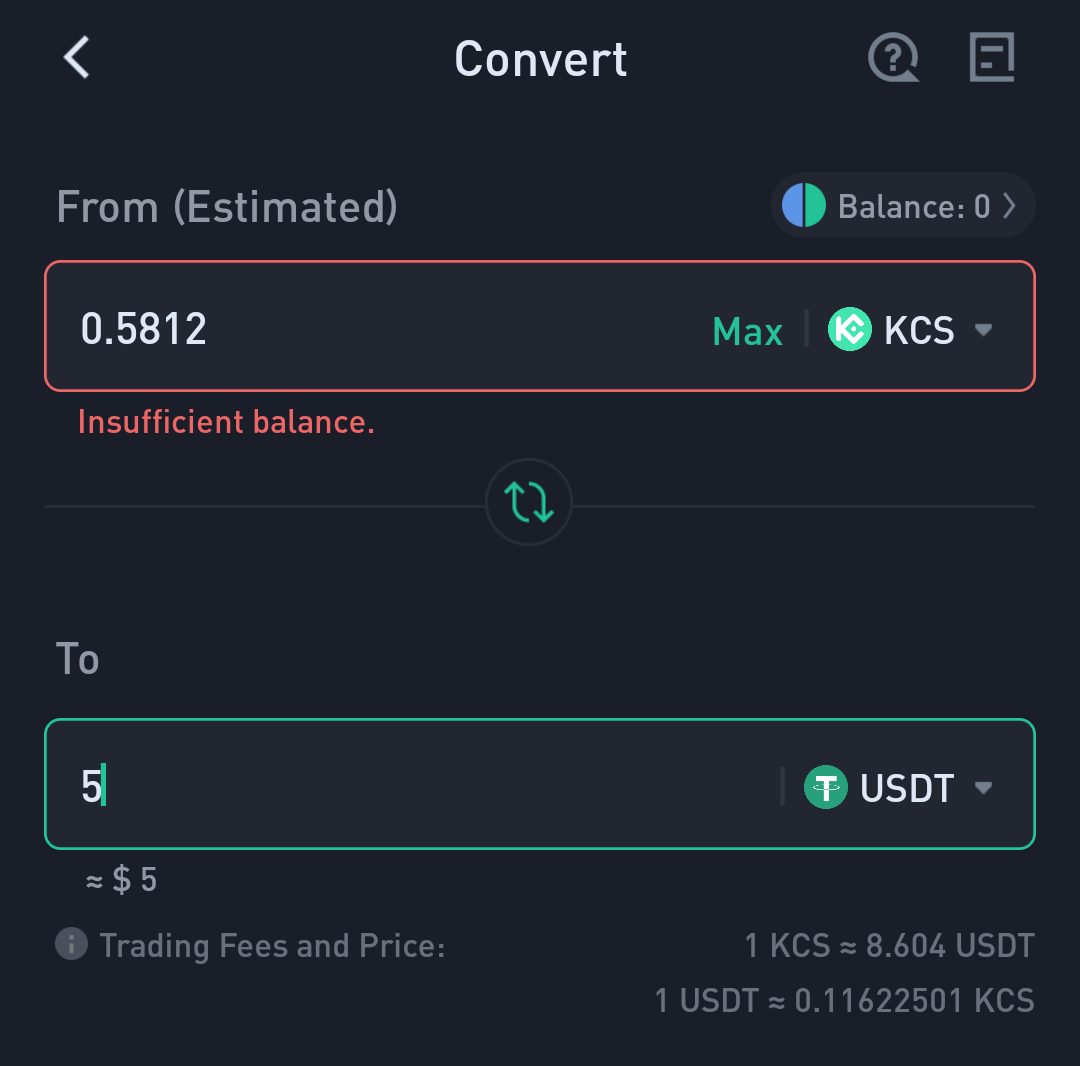 Convert
From (Estimated)
Balance: 0
0.5812 Max KCS
Insufficient balance.
To
5 USDT
≈ $ 5
Trading Fees and Price: 1 KCS ≈ 8.604 USDT
1 USDT ≈ 0.11622501 KCS